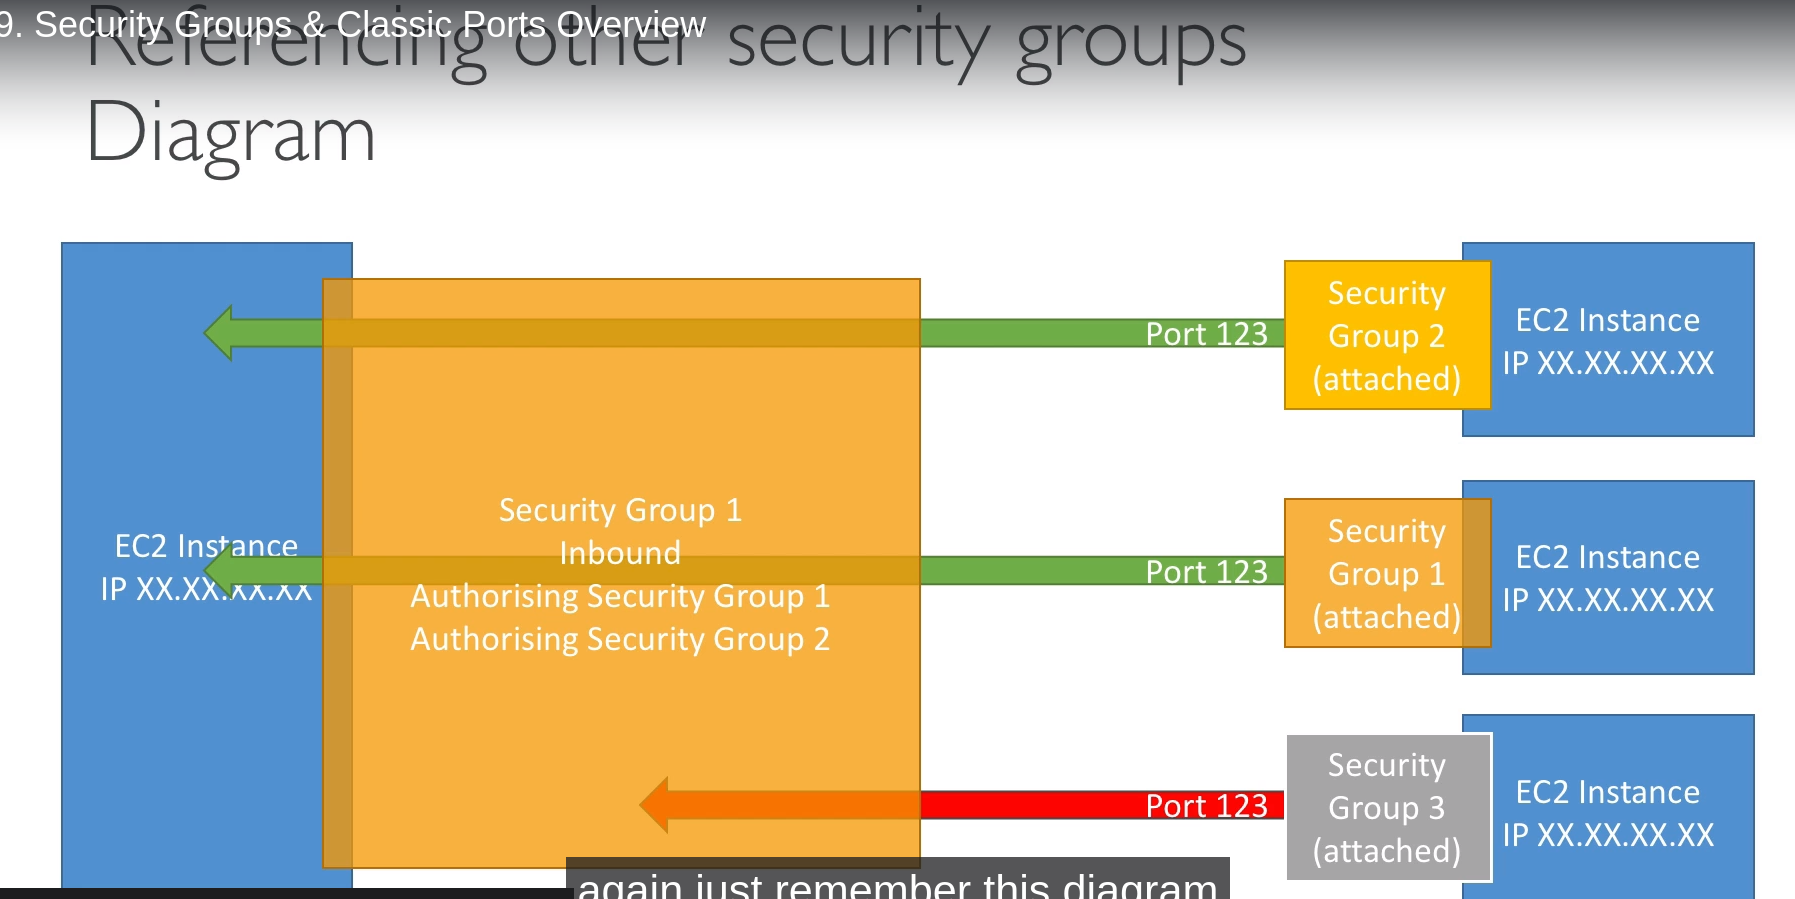 9. Security Groups & Classic Ports Overview
Referencing other security groups
Diagram
EC2 Instance
IP XX.XX.XX.XX
Security Group 1
Inbound
Authorising Security Group 1
Authorising Security Group 2
Port 123
Security
Group 2
(attached)
EC2 Instance
IP XX.XX.XX.XX
Port 123
Security
Group 1
(attached)
EC2 Instance
IP XX.XX.XX.XX
Port 123
Security
Group 3
(attached)
EC2 Instance
IP XX.XX.XX.XX
again just remember this diagram